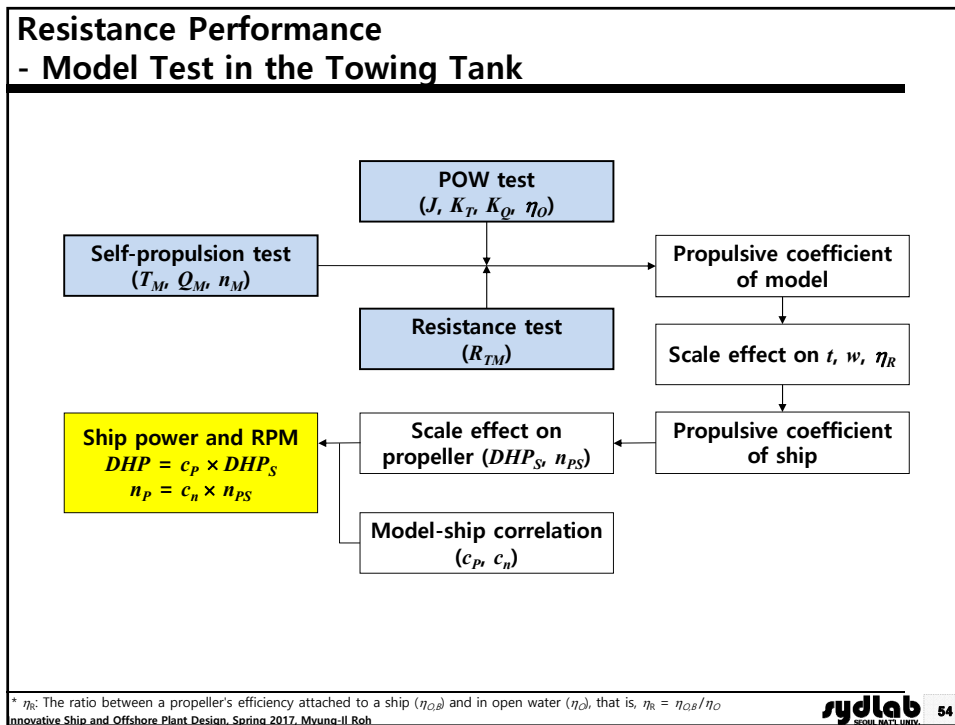 Resistance Performance
- Model Test in the Towing Tank
POW test
(J, K_T, K_Q, η_O)
Self-propulsion test
(T_M, Q_M, n_M)
Propulsive coefficient
of model
Resistance test
(R_TM)
Scale effect on t, w, η_R
Ship power and RPM
DHP = c_P × DHP_S
n_P = c_n × n_PS
Scale effect on
propeller (DHP_S, n_PS)
Propulsive coefficient
of ship
Model-ship correlation
(c_P, c_n)
* η_R: The ratio between a propeller's efficiency attached to a ship (η_O,B) and in open water (η_O), that is, η_R = η_O,B/η_O
Innovative Ship and Offshore Plant Design, Spring 2017, Myung-Il Roh
sydlab
SEOUL NAT'L UNIV.
54